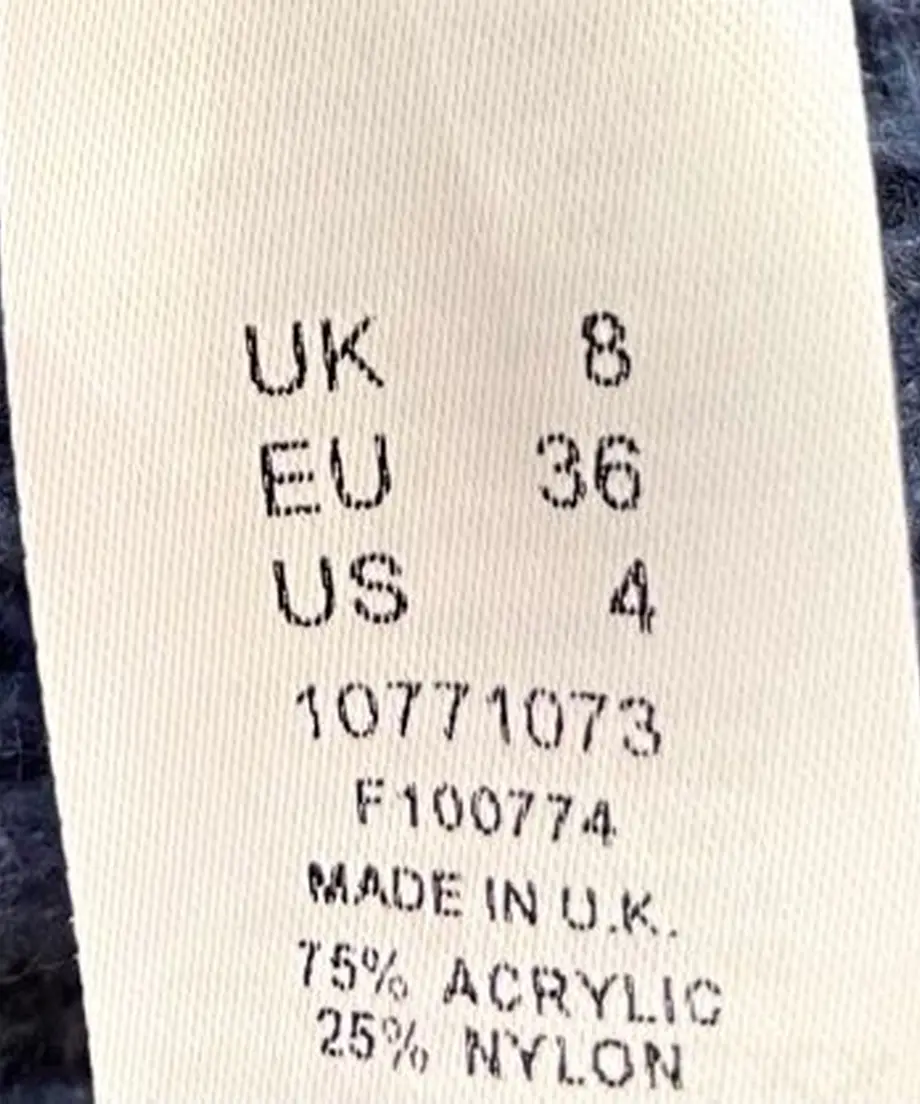 UK 8
EU 36
US 4
10771073
F100774
MADE IN U.K.
75% ACRYLIC
25% NYLON